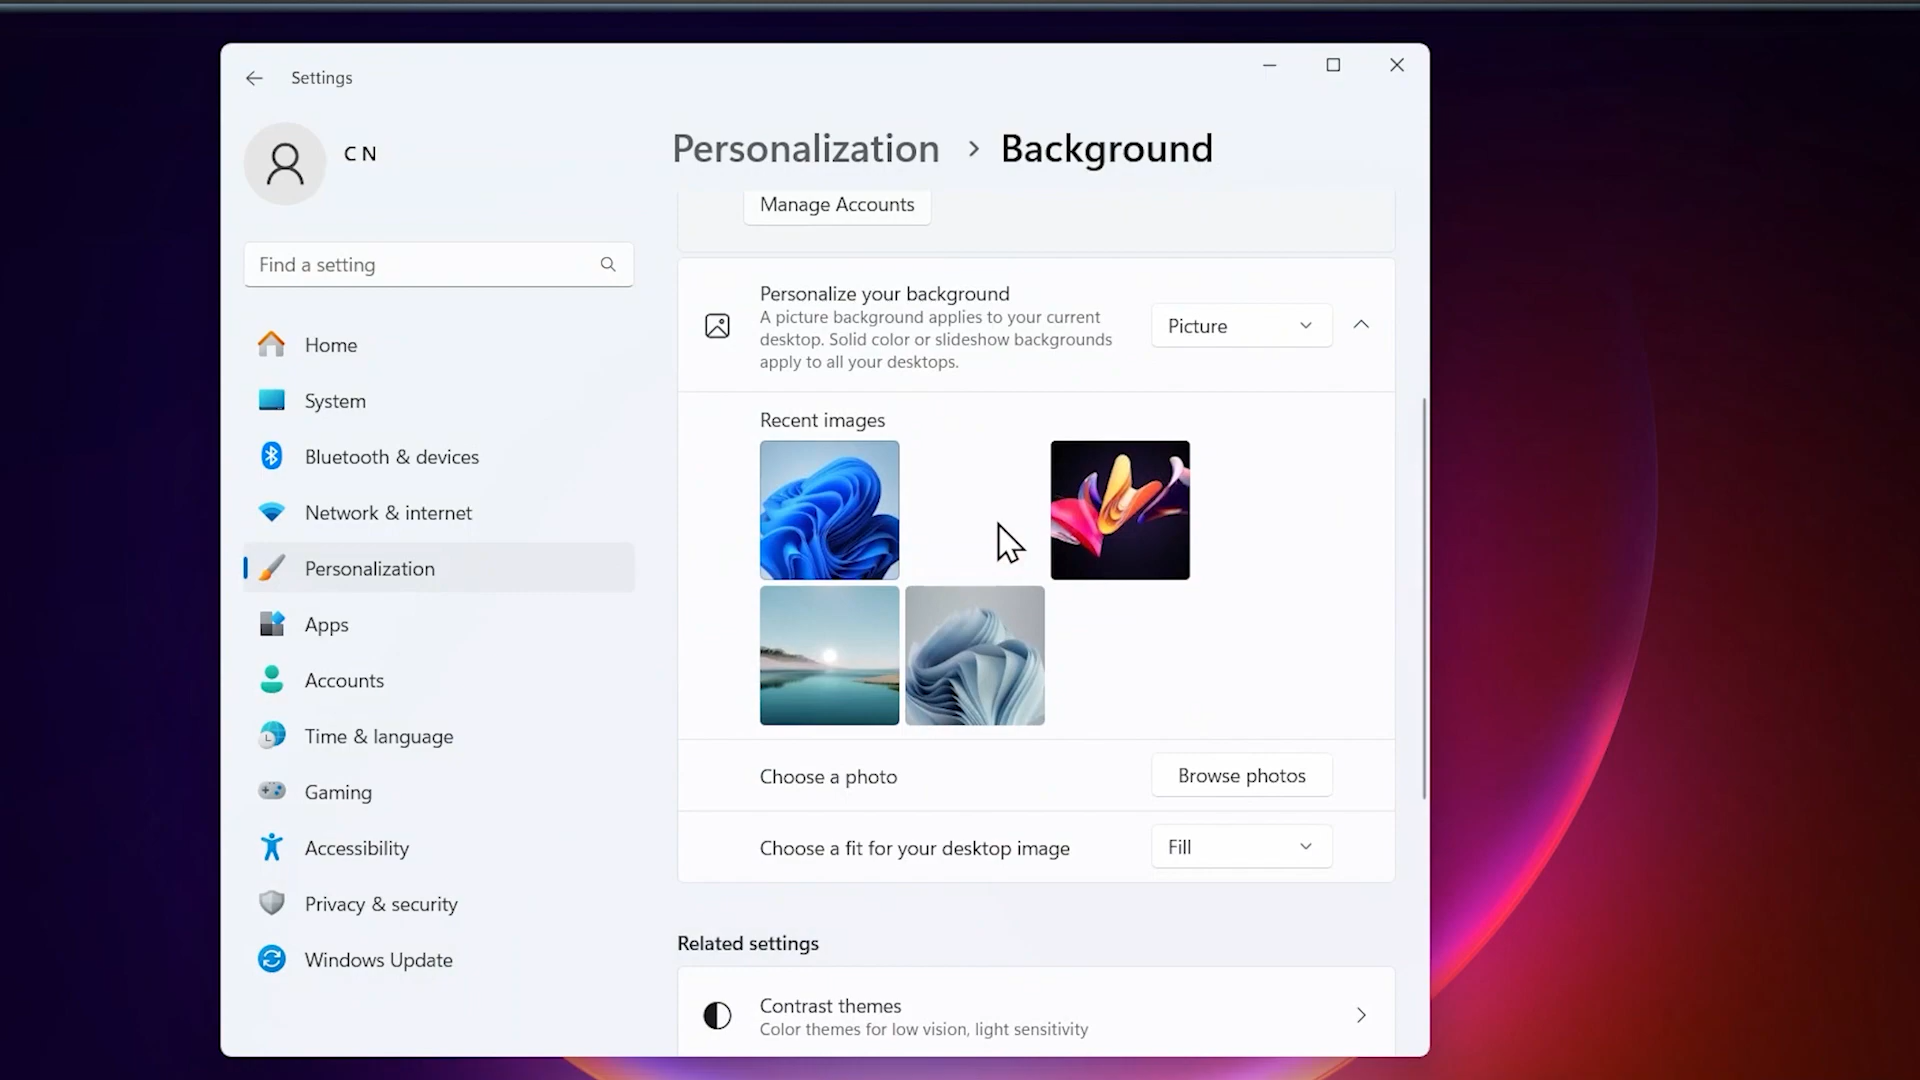 Settings
C N
Find a setting
Home
System
Bluetooth & devices
Network & internet
Personalization
Apps
Accounts
Time & language
Gaming
Accessibility
Privacy & security
Windows Update
Personalization > Background
Manage Accounts
Personalize your background
A picture background applies to your current
desktop. Solid color or slideshow backgrounds
apply to all your desktops.
Picture
Recent images
Choose a photo
Browse photos
Choose a fit for your desktop image
Fill
Related settings
Contrast themes
Color themes for low vision, light sensitivity